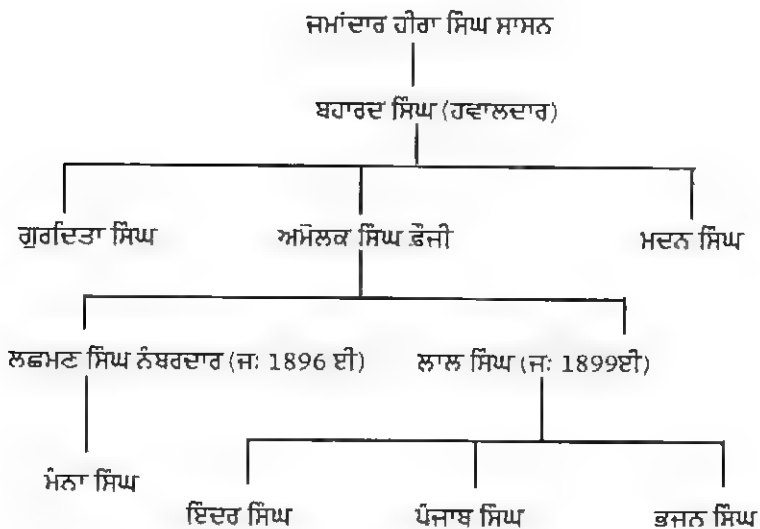 ਜਮਾਂਦਾਰ ਹੀਰਾ ਸਿੰਘ ਸਾਸਨ
ਬਹਾਰਦ ਸਿੰਘ (ਹਵਾਲਦਾਰ)
ਗੁਰਦਿਤਾ ਸਿੰਘ ਅਮੋਲਕ ਸਿੰਘ ਫ਼ੌਜੀ ਮਦਨ ਸਿੰਘ
ਲਛਮਣ ਸਿੰਘ ਨੰਬਰਦਾਰ (ਜ: 1896 ਈ) ਲਾਲ ਸਿੰਘ (ਜ: 1899ਈ)
ਮੰਨਾ ਸਿੰਘ
ਇੰਦਰ ਸਿੰਘ ਪੰਜਾਬ ਸਿੰਘ ਭਜਨ ਸਿੰਘ